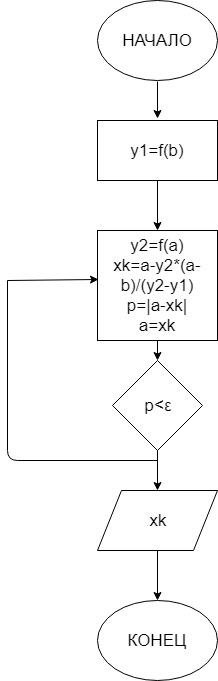 НАЧАЛО
y1=f(b)
y2=f(a)
xk=a-y2*(a-
b)/(y2-y1)
p=|a-xk|
a=xk
p<ε
xk
КОНЕЦ